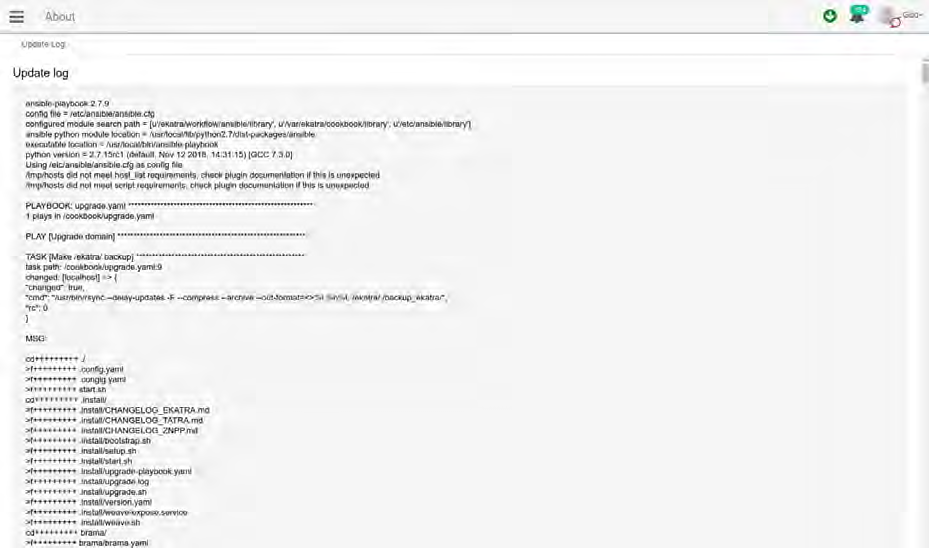 About
Update Log
Update log
ansible-playbook 2.7.9
config file = /etc/ansible/ansible.cfg
configured module search path = [u'/ekatra/workflow/ansible/library', u'/var/ekatra/cookbook/library', u'/etc/ansible/library']
ansible python module location = /usr/local/lib/python2.7/dist-packages/ansible
executable location = /usr/local/bin/ansible-playbook
python version = 2.7.15rc1 (default, Nov 12 2018, 14:31:15) [GCC 7.3.0]
Using /etc/ansible/ansible.cfg as config file
/tmp/hosts did not meet host_list requirements, check plugin documentation if this is unexpected
/tmp/hosts did not meet script requirements, check plugin documentation if this is unexpected
PLAYBOOK: upgrade.yaml
1 plays in /cookbook/upgrade.yaml
PLAY [Upgrade domain]
TASK [Make /ekatra/ backup]
task path: /cookbook/upgrade.yaml:9
changed: [localhost] => {
"changed": true,
"cmd": "/usr/bin/rsync --delay-updates -F --compress --archive /ekatra/ /backup_ekatra/",
"rc": 0
}
MSG:
cd+++++++++ ./
>f+++++++++ .config.yaml
>f+++++++++ .congig.yaml
>f+++++++++ start.sh
cd+++++++++ .install/
>f+++++++++ .install/CHANGELOG_EKATRA.md
>f+++++++++ .install/CHANGELOG_TATRA.md
>f+++++++++ .install/CHANGELOG_ZNPP.md
>f+++++++++ .install/bootstrap.sh
>f+++++++++ .install/setup.sh
>f+++++++++ .install/start.sh
>f+++++++++ .install/upgrade-playbook.yaml
>f+++++++++ .install/upgrade.log
>f+++++++++ .install/upgrade.sh
>f+++++++++ .install/version.yaml
>f+++++++++ .install/weave-expose.service
>f+++++++++ .install/weave.sh
cd+++++++++ brama/
>f+++++++++ brama/brama.yaml